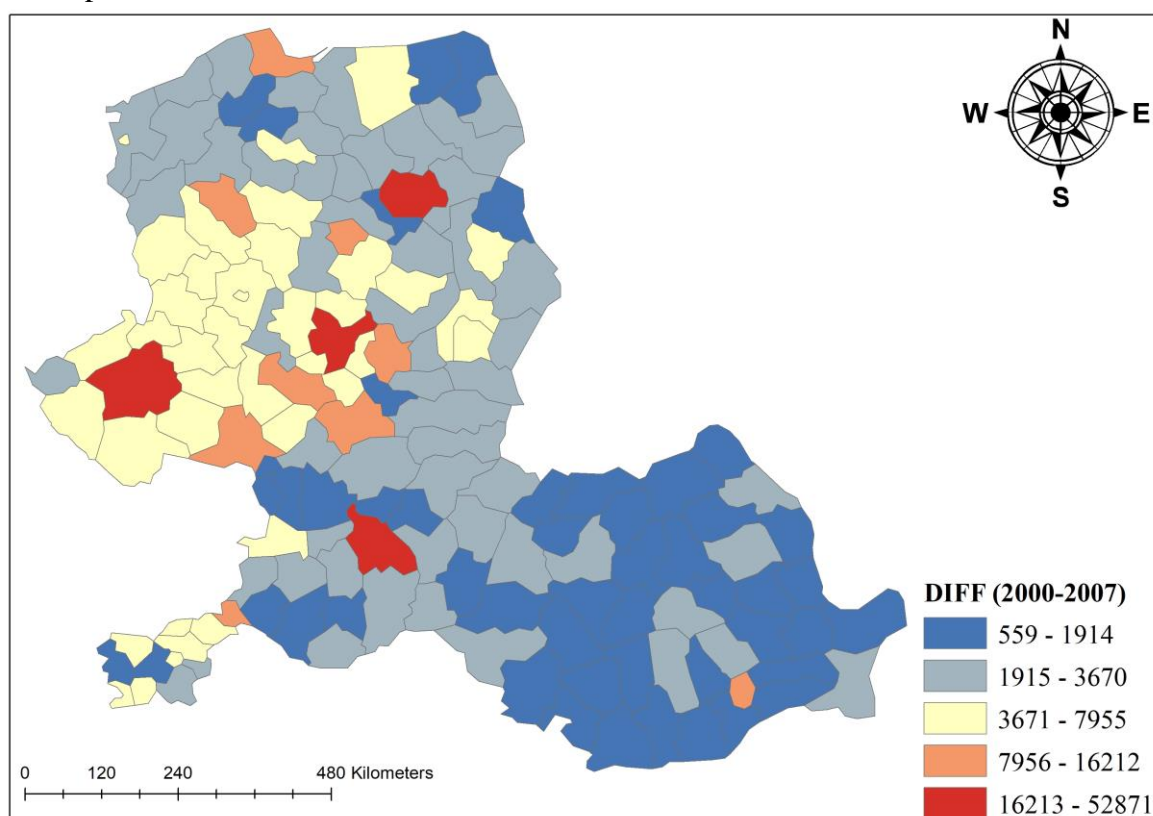 N
W E
S
DIFF (2000-2007)
559 - 1914
1915 - 3670
3671 - 7955
7956 - 16212
16213 - 52871
0 120 240 480 Kilometers